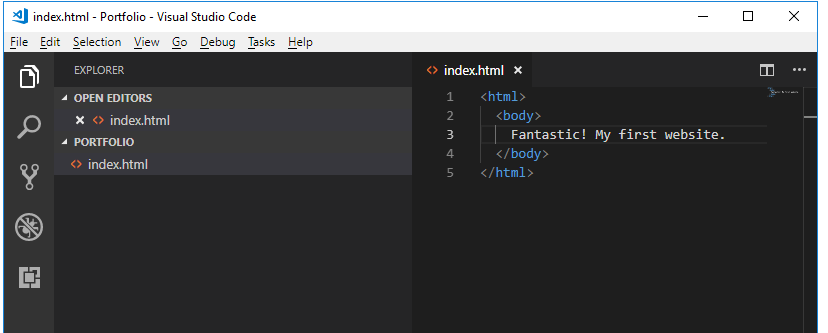 index.html - Portfolio - Visual Studio Code
File Edit Selection View Go Debug Tasks Help
EXPLORER
OPEN EDITORS
index.html
PORTFOLIO
index.html
<> index.html
1 <html>
2 <body>
3 Fantastic! My first website.
4 </body>
5 </html>